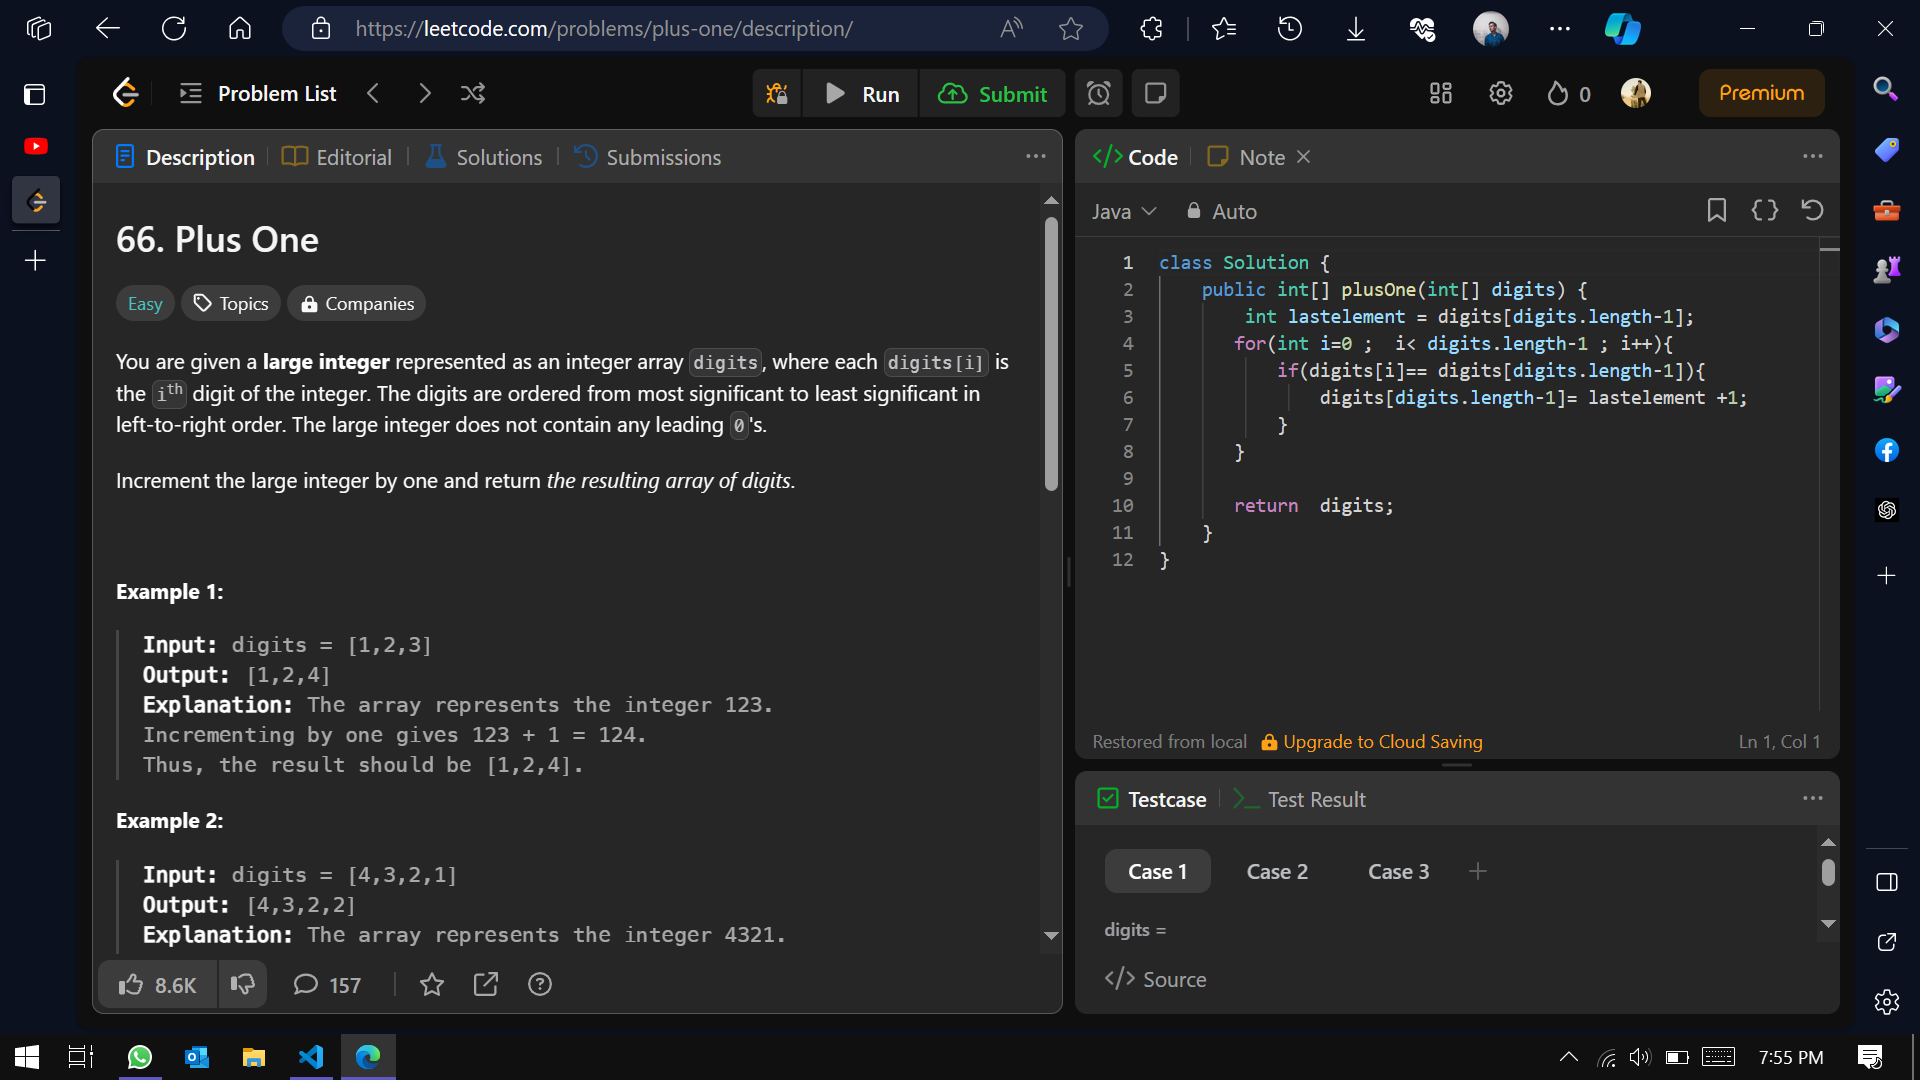 https://leetcode.com/problems/plus-one/description/
Problem List
Run
Submit
0
Premium
Description
Editorial
Solutions
Submissions
66. Plus One
Easy
Topics
Companies
You are given a large integer represented as an integer array digits, where each digits[i] is
the ith digit of the integer. The digits are ordered from most significant to least significant in
left-to-right order. The large integer does not contain any leading 0's.
Increment the large integer by one and return the resulting array of digits.
Example 1:
Input: digits = [1,2,3]
Output: [1,2,4]
Explanation: The array represents the integer 123.
Incrementing by one gives 123 + 1 = 124.
Thus, the result should be [1,2,4].
Example 2:
Input: digits = [4,3,2,1]
Output: [4,3,2,2]
Explanation: The array represents the integer 4321.
8.6K
157
</> Code
Note
Java
Auto
1 class Solution {
2 public int[] plusOne(int[] digits) {
3 int lastelement = digits[digits.length-1];
4 for(int i=0 ;  i< digits.length-1 ; i++){
5 if(digits[i]== digits[digits.length-1]){
6 digits[digits.length-1]= lastelement +1;
7 }
8 }
9
10 return  digits;
11 }
12 }
Restored from local
Upgrade to Cloud Saving
Ln 1, Col 1
Testcase
Test Result
Case 1
Case 2
Case 3
digits =
</> Source
7:55 PM